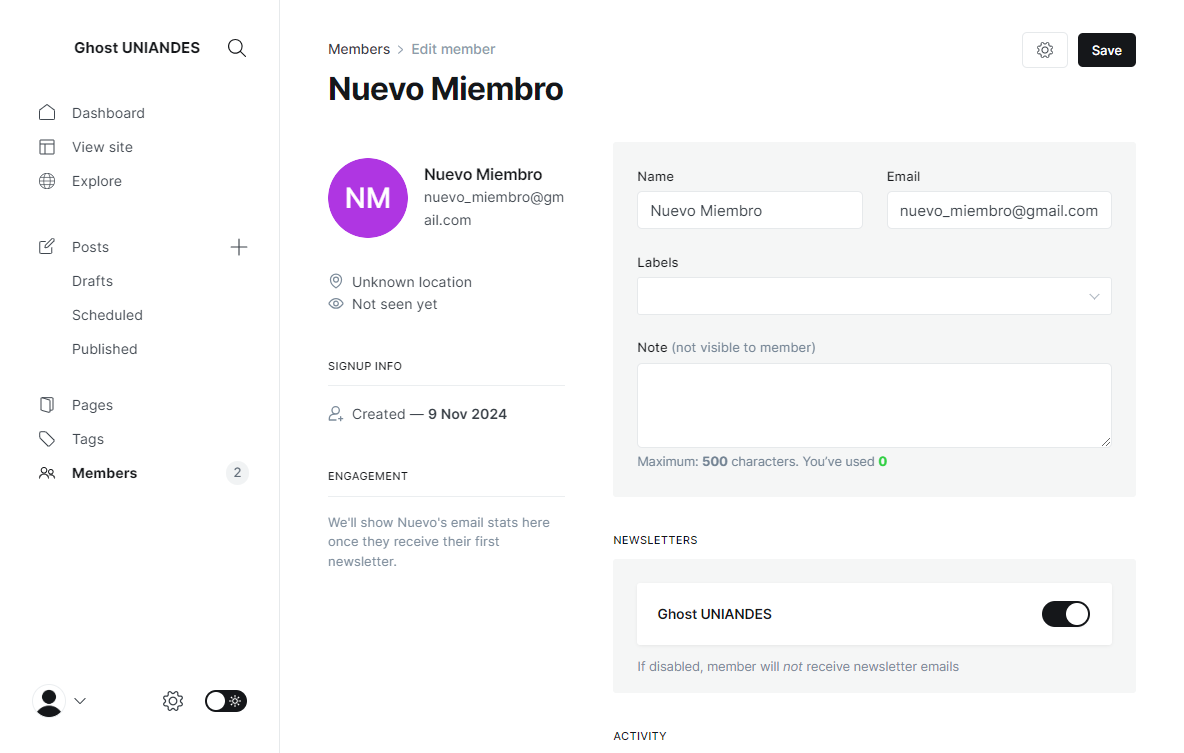 Ghost UNIANDES
Dashboard
View site
Explore
Posts
Drafts
Scheduled
Published
Pages
Tags
Members 2
Members > Edit member
Save
Nuevo Miembro
NM
Nuevo Miembro
nuevo_miembro@gm
ail.com
Unknown location
Not seen yet
SIGNUP INFO
Created — 9 Nov 2024
ENGAGEMENT
We'll show Nuevo's email stats here
once they receive their first
newsletter.
Name Email
Nuevo Miembro nuevo_miembro@gmail.com
Labels
Note (not visible to member)
Maximum: 500 characters. You've used 0
NEWSLETTERS
Ghost UNIANDES
If disabled, member will not receive newsletter emails
ACTIVITY